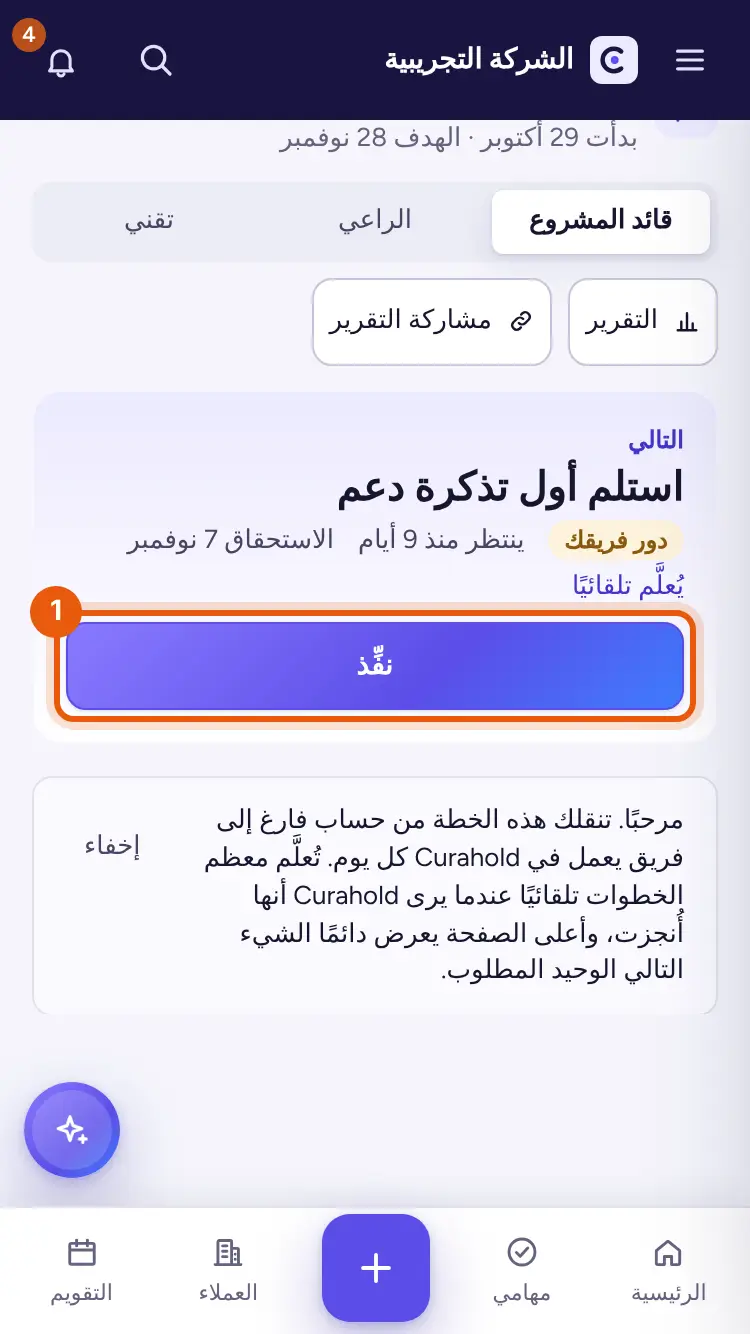 الشركة التجريبية
4
بدأت 29 أكتوبر · الهدف 28 نوفمبر
قائد المشروع
الراعي
تقني
التقرير
مشاركة التقرير
التالي
استلم أول تذكرة دعم
دور فريقك ينتظر منذ 9 أيام الاستحقاق 7 نوفمبر
يُعلَّم تلقائيًا
1
نفِّذ
مرحبًا. تنقلك هذه الخطة من حساب فارغ إلى
فريق يعمل في Curahold كل يوم. تُعلَّم معظم
الخطوات تلقائيًا عندما يرى Curahold أنها
أُنجزت، وأعلى الصفحة يعرض دائمًا الشيء
التالي الوحيد المطلوب.
إخفاء
الرئيسية
مهامي
العملاء
التقويم